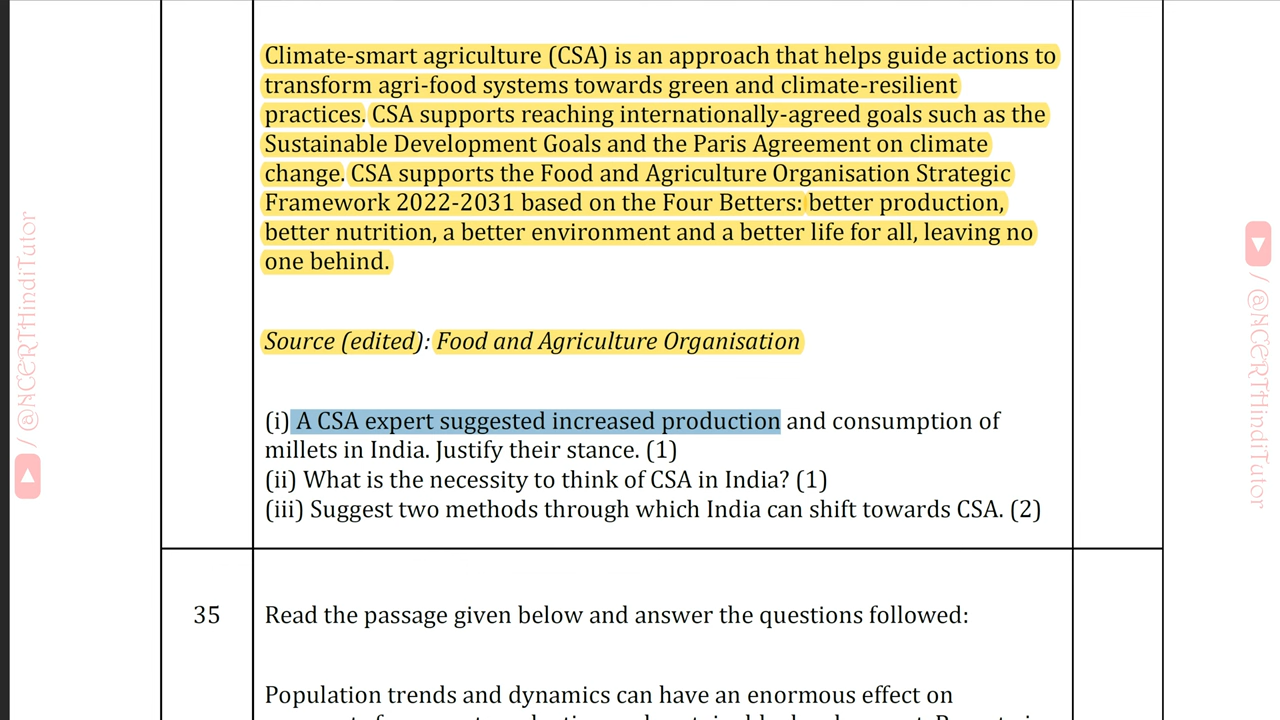 Climate-smart agriculture (CSA) is an approach that helps guide actions to
transform agri-food systems towards green and climate-resilient
practices. CSA supports reaching internationally-agreed goals such as the
Sustainable Development Goals and the Paris Agreement on climate
change. CSA supports the Food and Agriculture Organisation Strategic
Framework 2022-2031 based on the Four Betters: better production,
better nutrition, a better environment and a better life for all, leaving no
one behind.
Source (edited): Food and Agriculture Organisation
(i) A CSA expert suggested increased production and consumption of
millets in India. Justify their stance. (1)
(ii) What is the necessity to think of CSA in India? (1)
(iii) Suggest two methods through which India can shift towards CSA. (2)
35
Read the passage given below and answer the questions followed:
Population trends and dynamics can have an enormous effect on
/ @NCERTHindiTutor
/ @NCERTHindiTutor